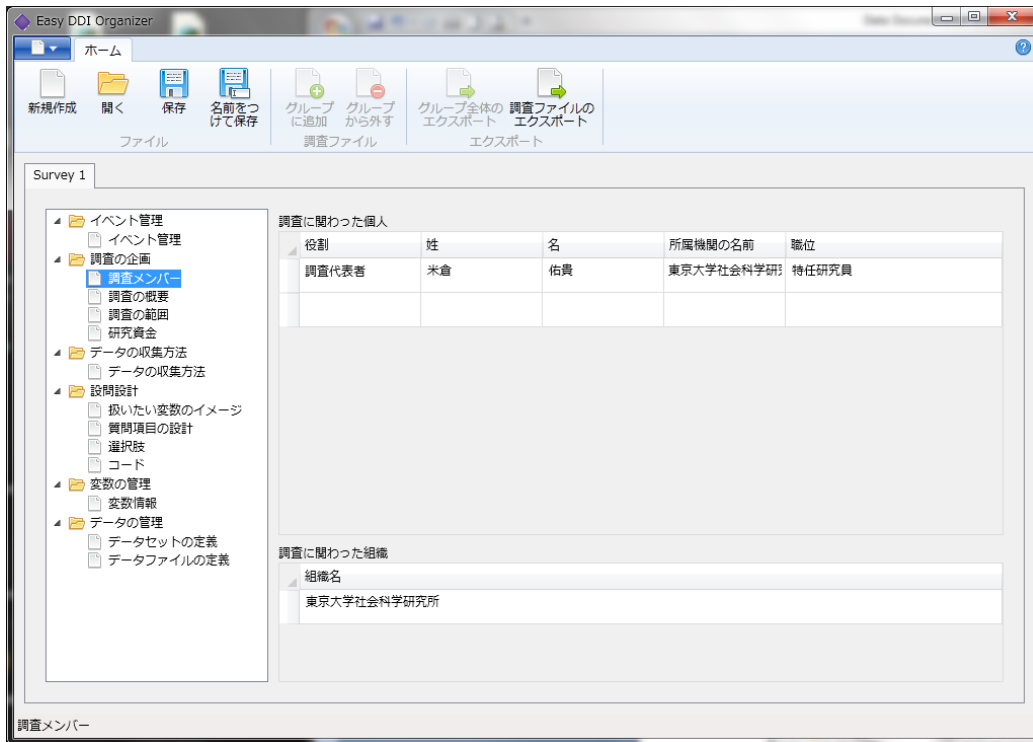 Easy DDI Organizer
ホーム
新規作成
開く
保存
名前をつ
けて保存
グループ
に追加
グループ
から外す
グループ全体の
エクスポート
調査ファイルの
エクスポート
ファイル
調査ファイル
エクスポート
Survey 1
イベント管理
イベント管理
調査の企画
調査メンバー
調査の概要
調査の範囲
研究資金
データの収集方法
データの収集方法
設問設計
扱いたい変数のイメージ
質問項目の設計
選択肢
コード
変数の管理
変数情報
データの管理
データセットの定義
データファイルの定義
調査に関わった個人
役割 姓 名 所属機関の名前 職位
調査代表者 米倉 佑貴 東京大学社会科学研 特任研究員
調査に関わった組織
組織名
東京大学社会科学研究所
調査メンバー